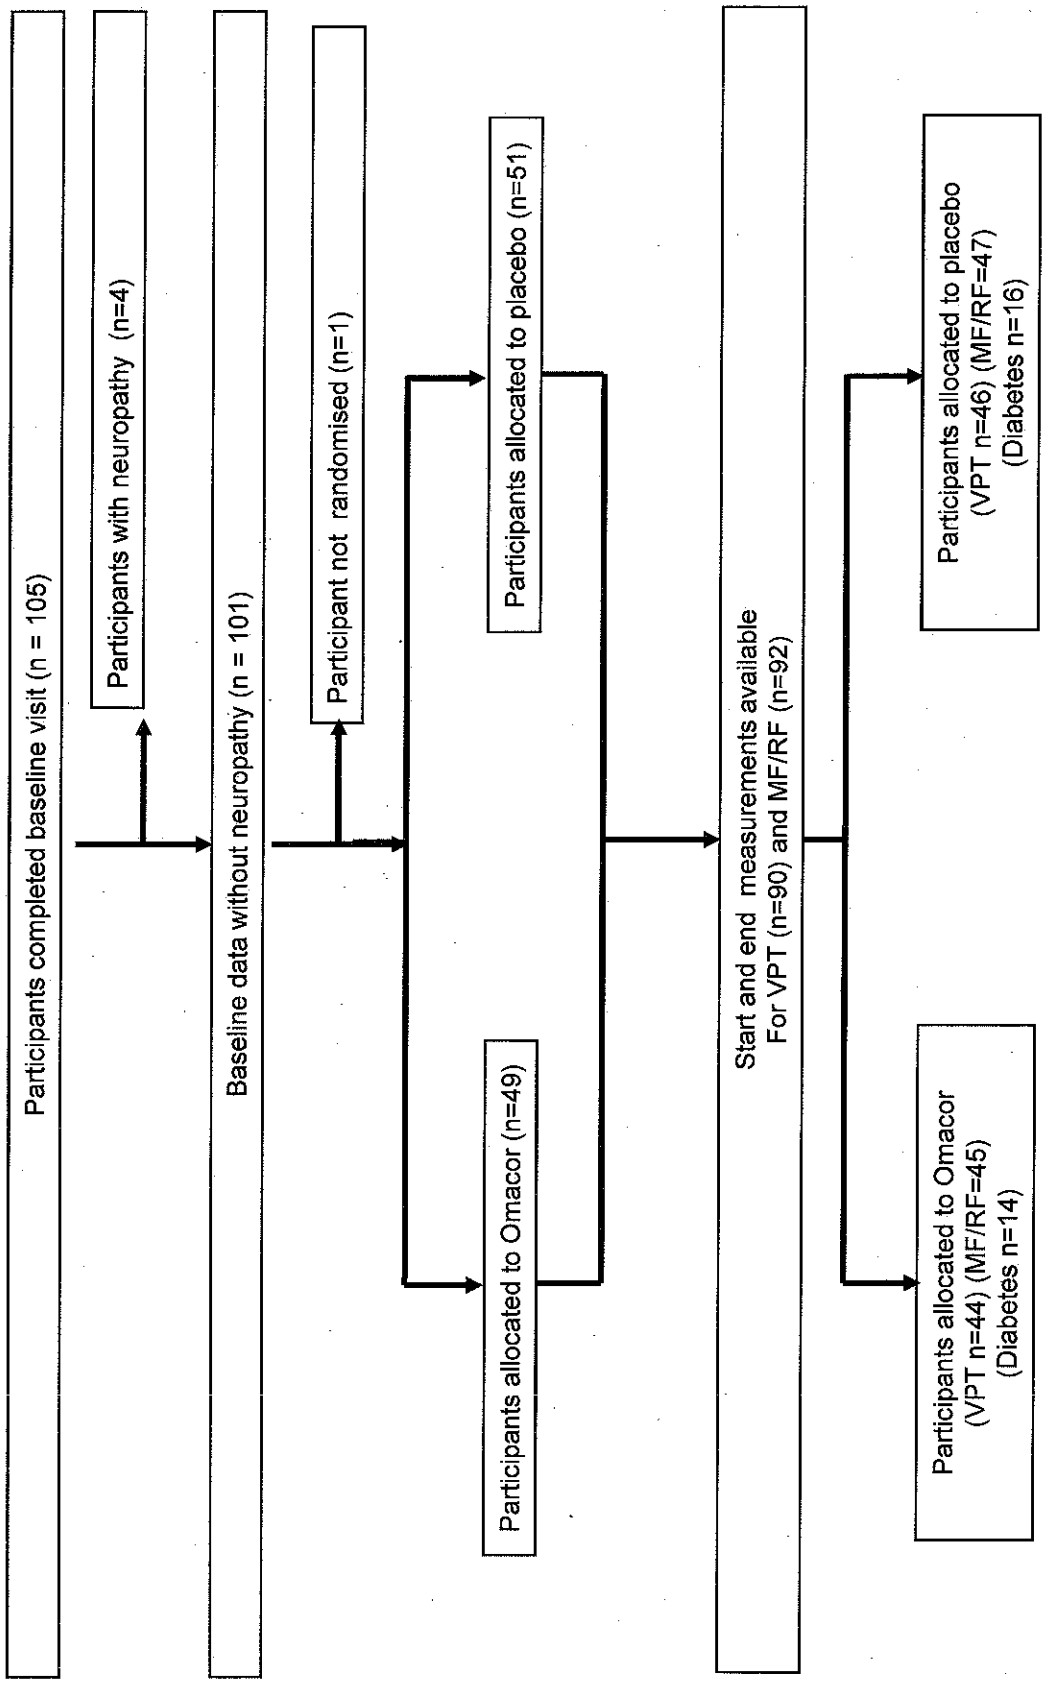 Participants completed baseline visit (n = 105)
Participants with neuropathy (n=4)
Baseline data without neuropathy (n = 101)
Participant not randomised (n=1)
Participants allocated to Omacor (n=49)
Participants allocated to placebo (n=51)
Start and end measurements available
For VPT (n=90) and MF/RF (n=92)
Participants allocated to Omacor
(VPT n=44) (MF/RF=45)
(Diabetes n=14)
Participants allocated to placebo
(VPT n=46) (MF/RF=47)
(Diabetes n=16)